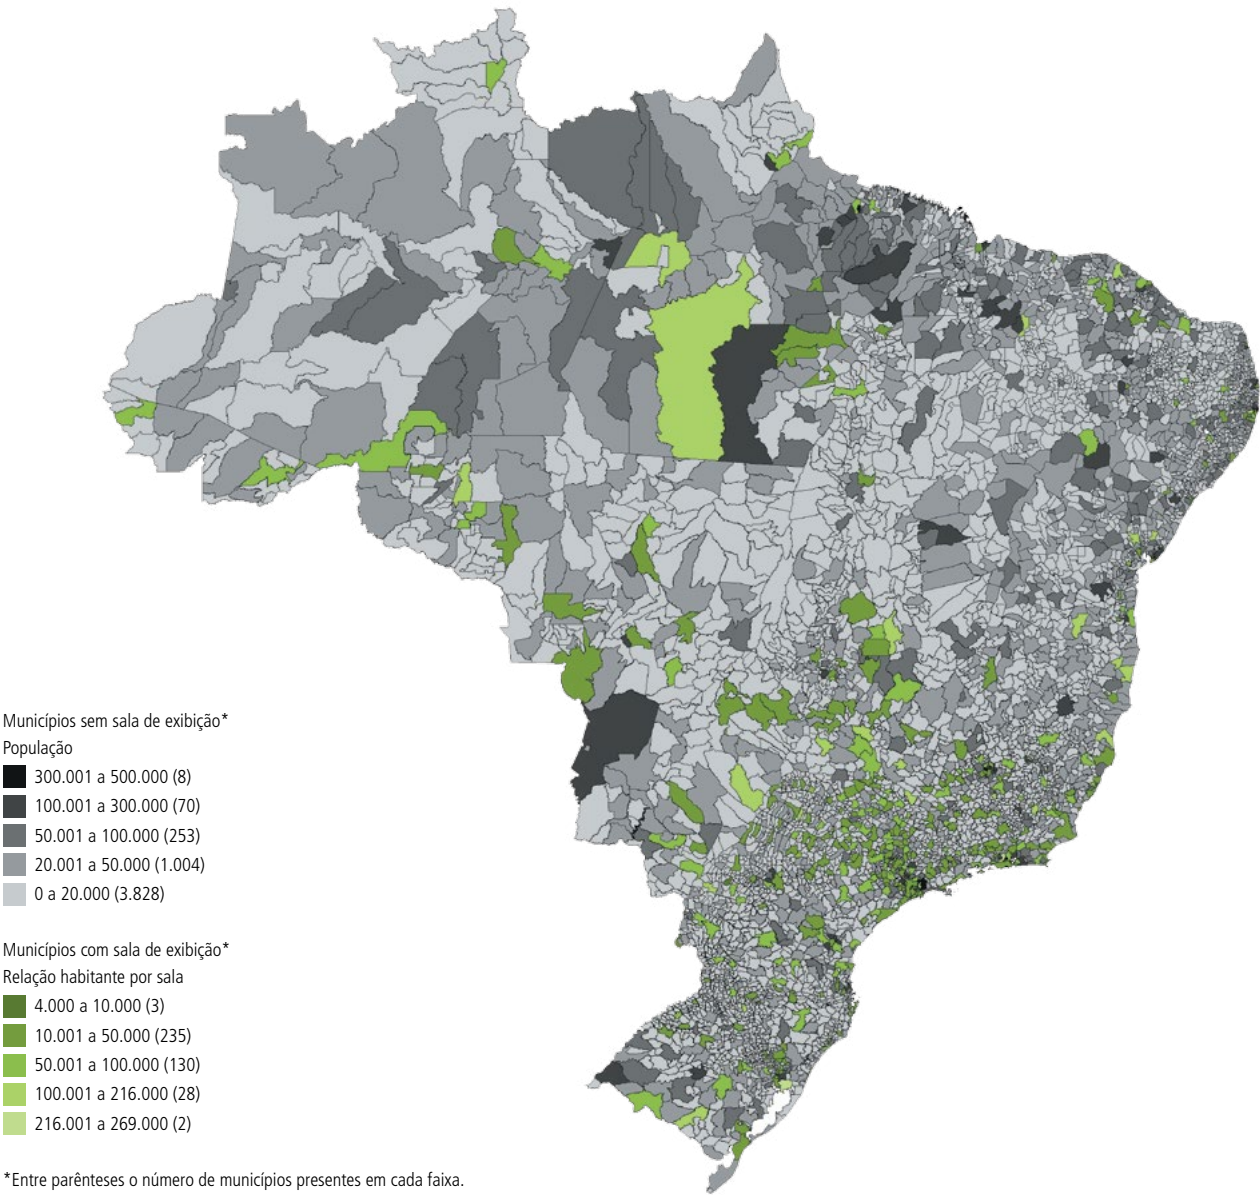 Municípios sem sala de exibição*
População
300.001 a 500.000 (8)
100.001 a 300.000 (70)
50.001 a 100.000 (253)
20.001 a 50.000 (1.004)
0 a 20.000 (3.828)
Municípios com sala de exibição*
Relação habitante por sala
4.000 a 10.000 (3)
10.001 a 50.000 (235)
50.001 a 100.000 (130)
100.001 a 216.000 (28)
216.001 a 269.000 (2)
*Entre parênteses o número de municípios presentes em cada faixa.